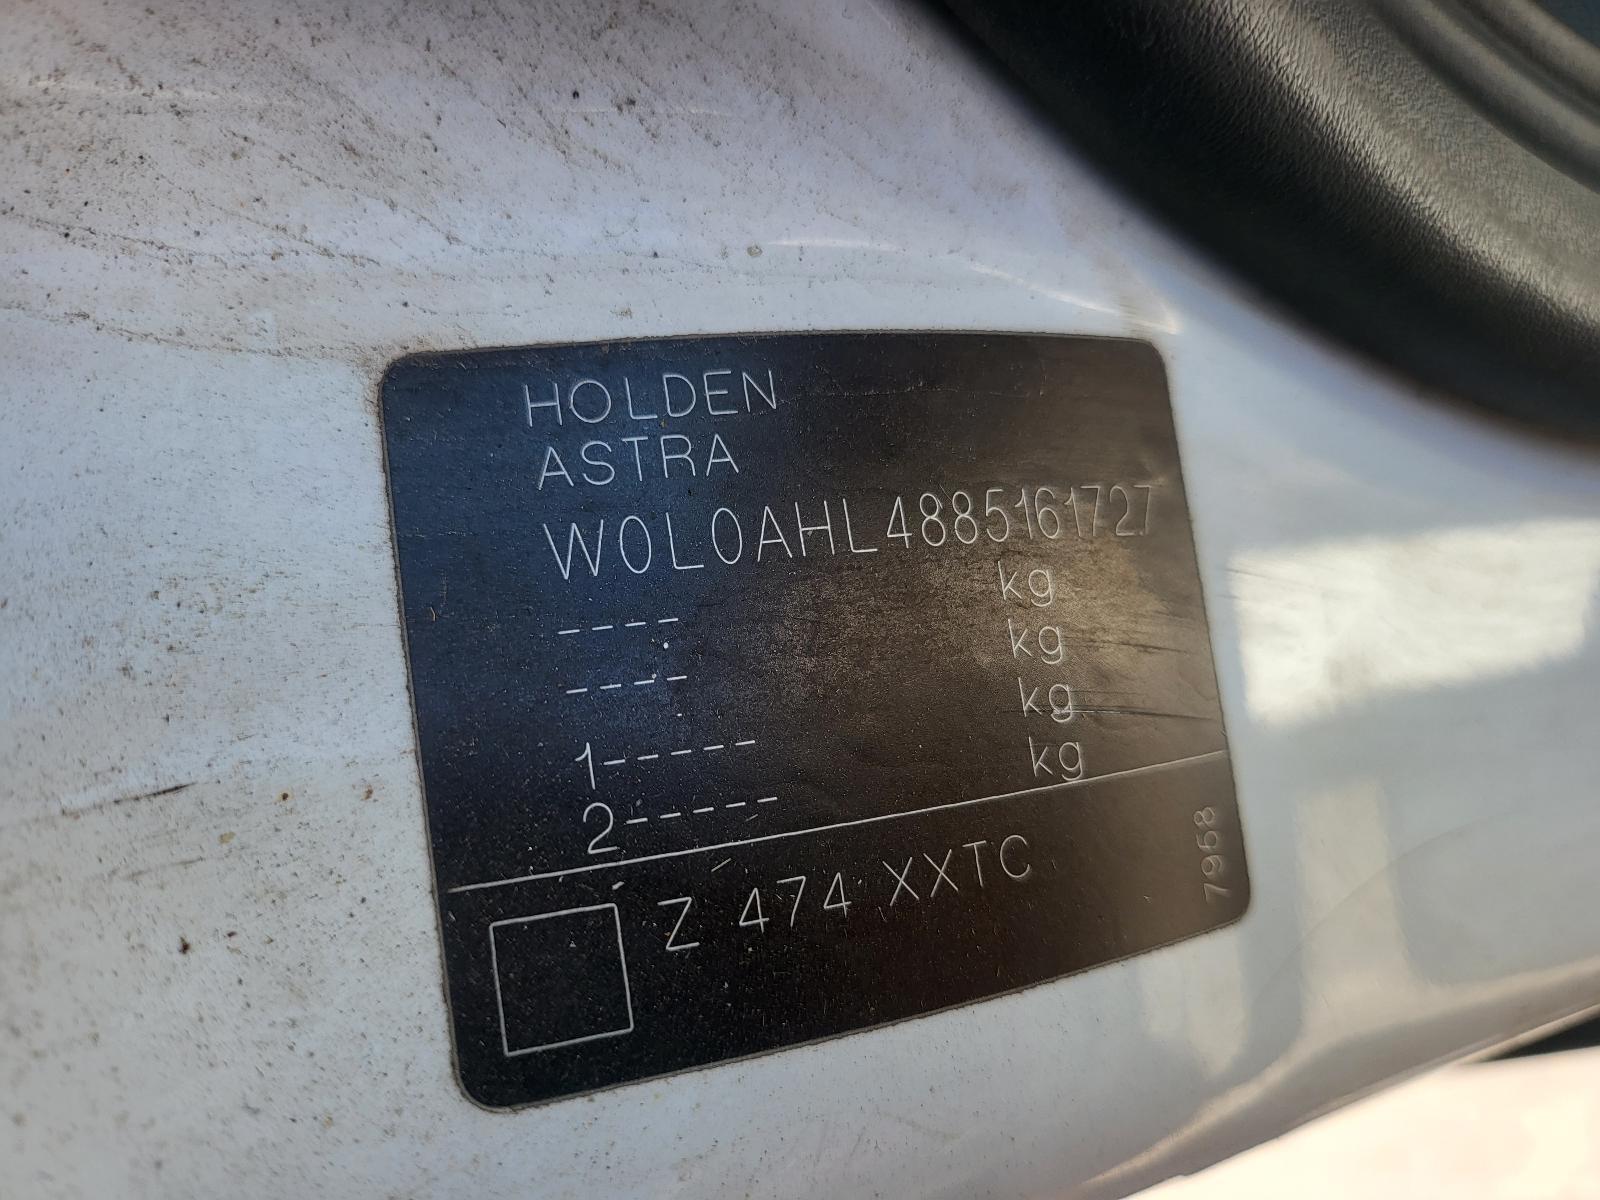 HOLDEN
ASTRA
W0L0AHL4885161727
---- kg
---- kg
1----- kg
2----- kg
Z 474 XXTC
7968